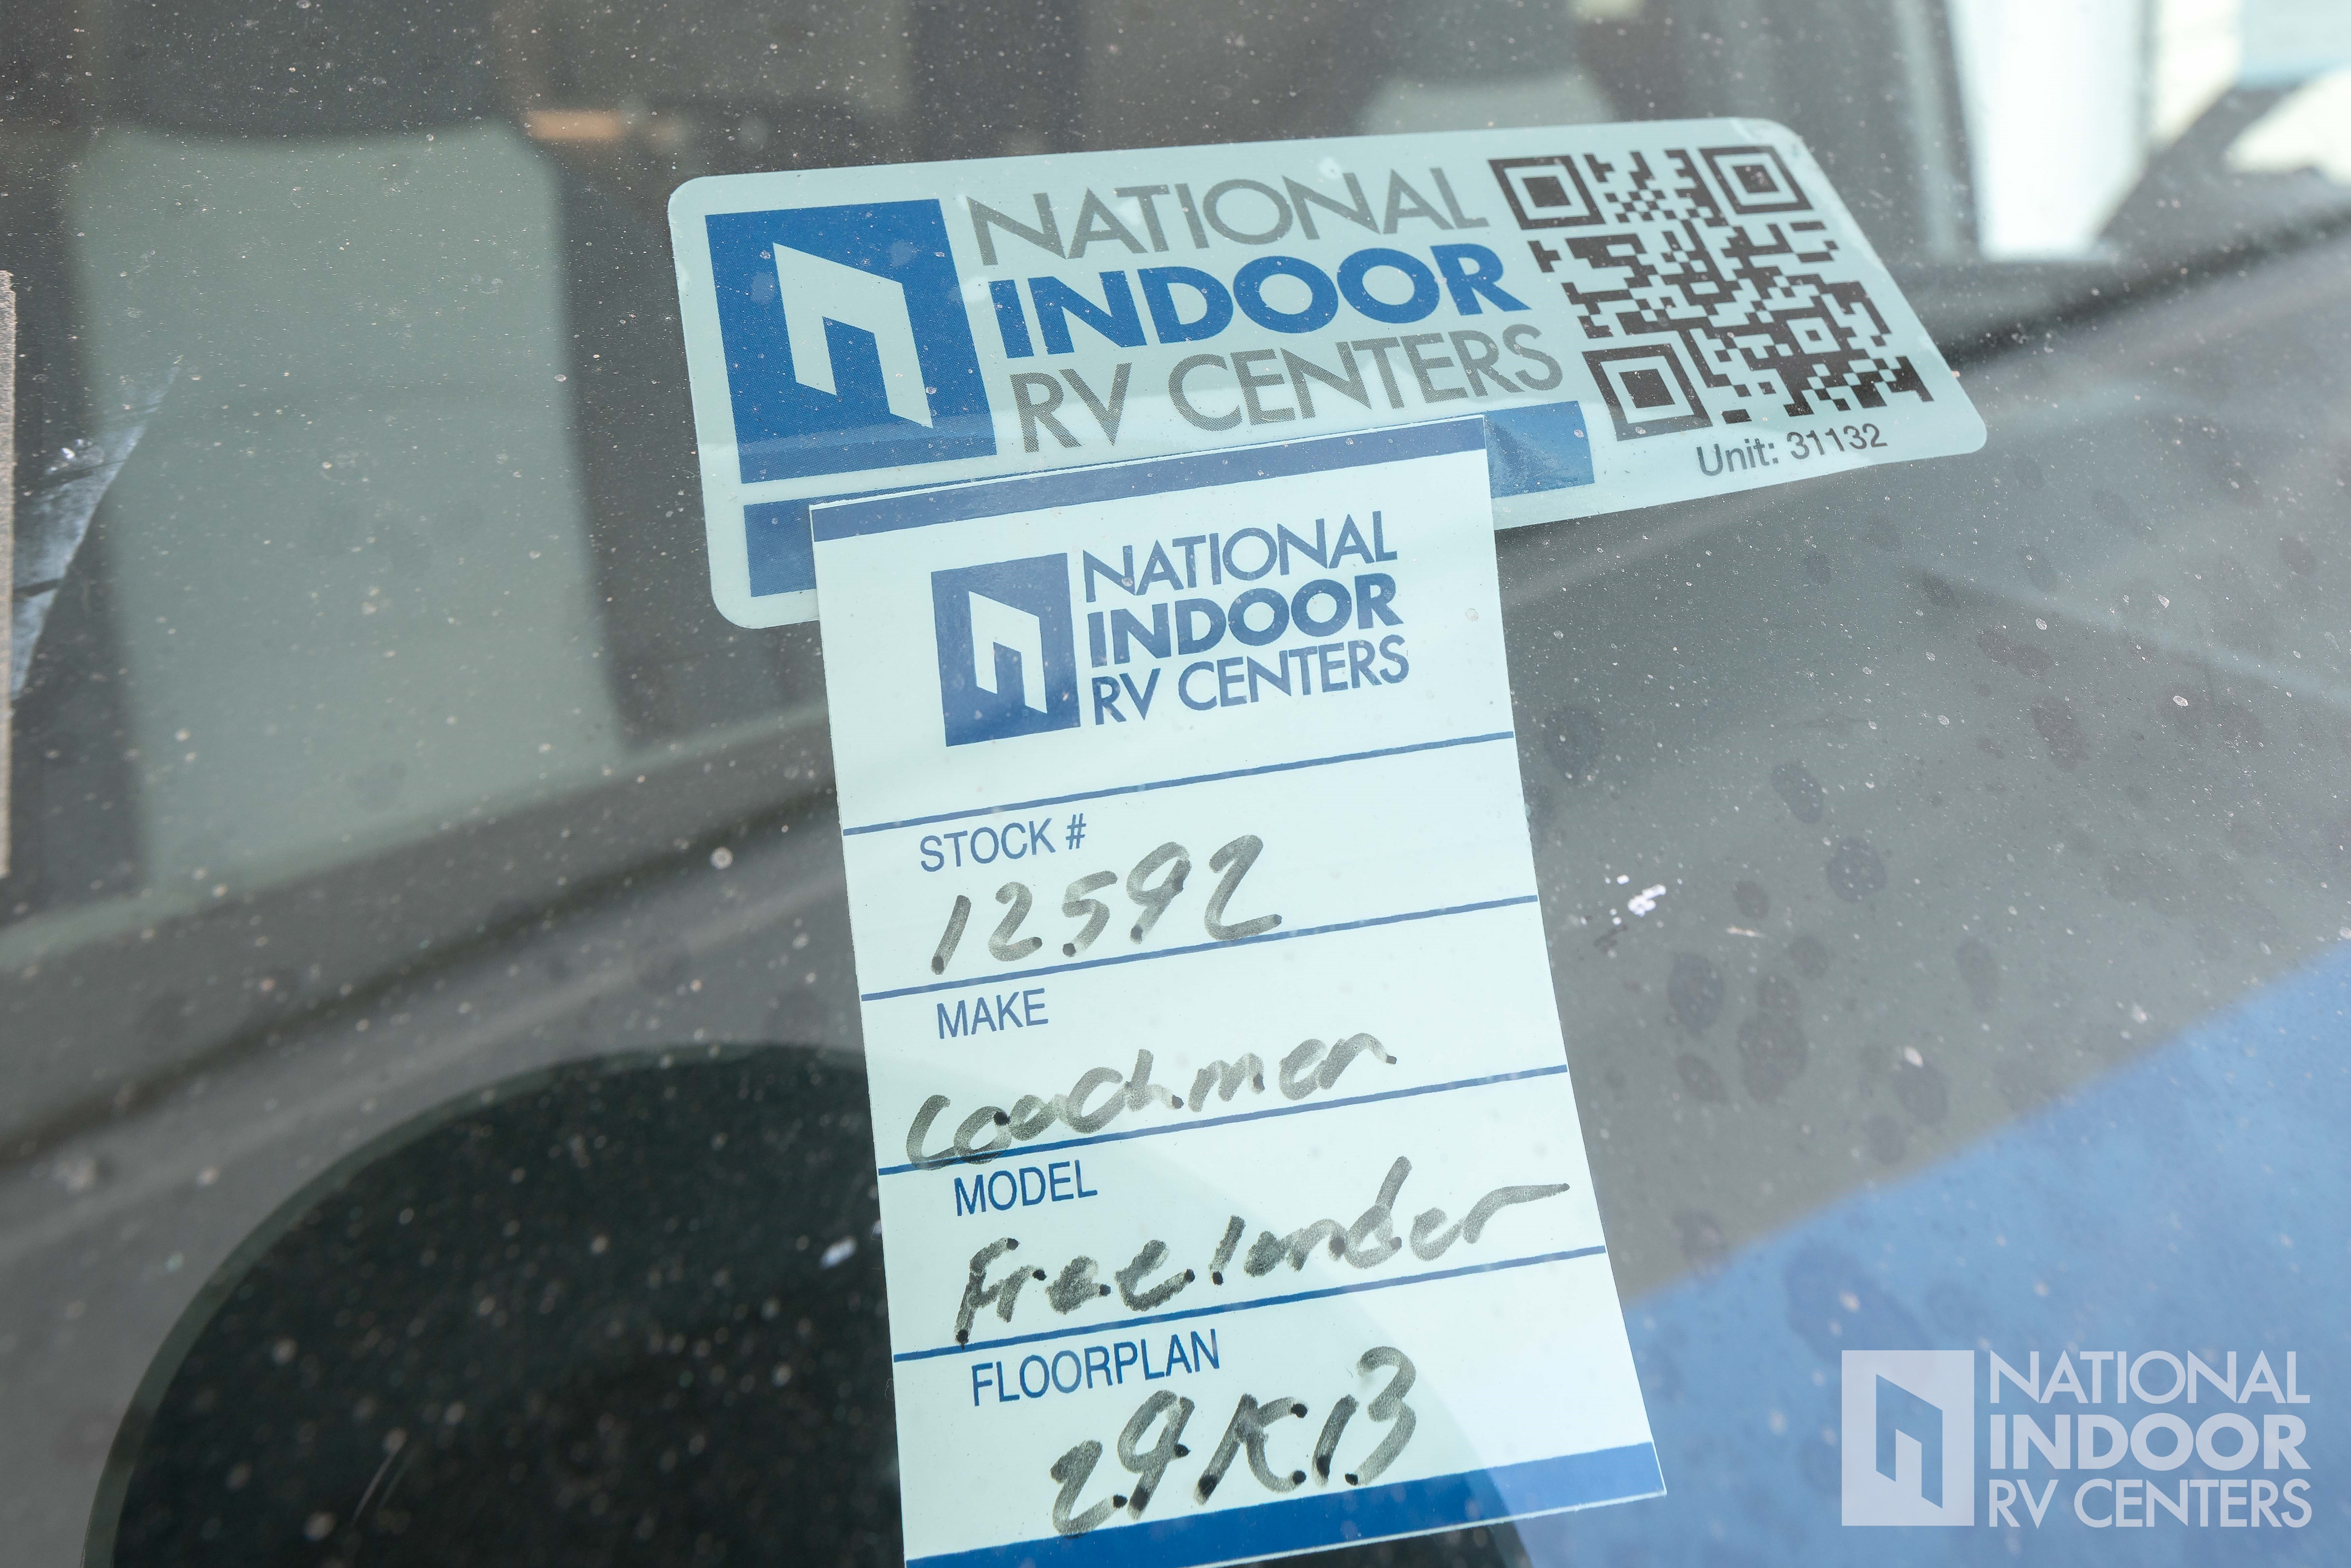 NATIONAL
INDOOR
RV CENTERS
Unit: 31132
NATIONAL
INDOOR
RV CENTERS
STOCK #
12592
MAKE
Coachmen
MODEL
Freelander
FLOORPLAN
29KB
NATIONAL
INDOOR
RV CENTERS